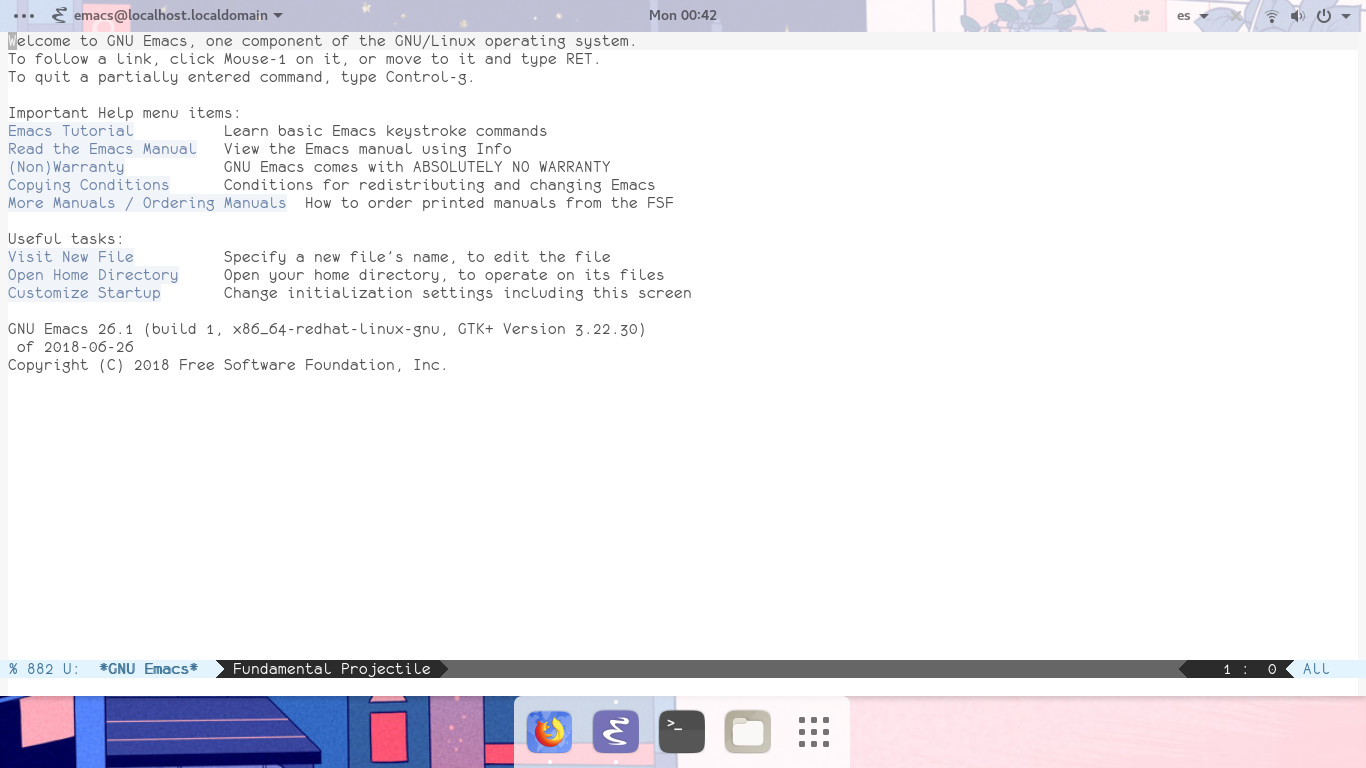 emacs@localhost.localdomain Mon 00:42 es
Welcome to GNU Emacs, one component of the GNU/Linux operating system.
To follow a link, click Mouse-1 on it, or move to it and type RET.
To quit a partially entered command, type Control-g.
Important Help menu items:
Emacs Tutorial Learn basic Emacs keystroke commands
Read the Emacs Manual View the Emacs manual using Info
(Non)Warranty GNU Emacs comes with ABSOLUTELY NO WARRANTY
Copying Conditions Conditions for redistributing and changing Emacs
More Manuals / Ordering Manuals How to order printed manuals from the FSF
Useful tasks:
Visit New File Specify a new file's name, to edit the file
Open Home Directory Open your home directory, to operate on its files
Customize Startup Change initialization settings including this screen
GNU Emacs 26.1 (build 1, x86_64-redhat-linux-gnu, GTK+ Version 3.22.30)
of 2018-06-26
Copyright (C) 2018 Free Software Foundation, Inc.
% 882 U: *GNU Emacs* Fundamental Projectile 1 : 0 All
>_